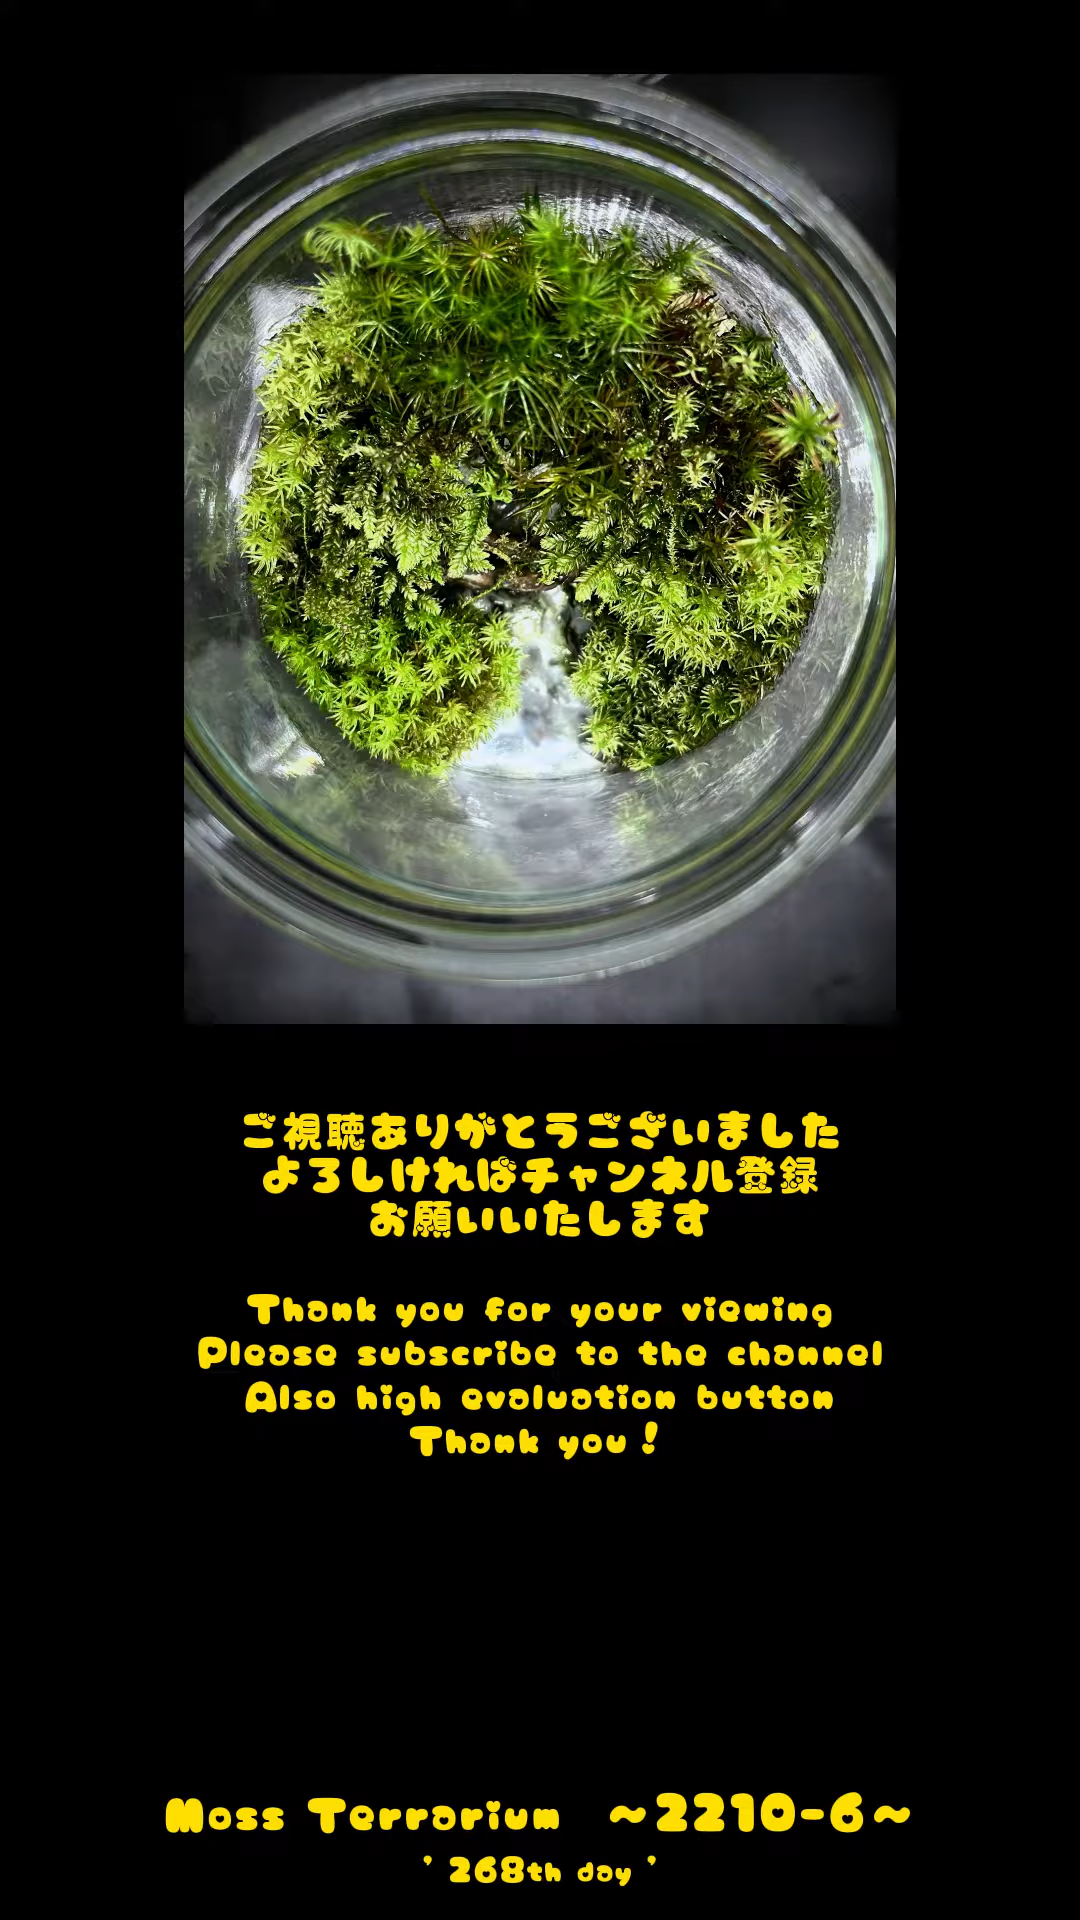 ご視聴ありがとうございました
よろしければチャンネル登録
お願いいたします
Thank you for your viewing
Please subscribe to the channel
Also high evaluation button
Thank you！
Moss Terrarium ～2210-6～
’268th day’